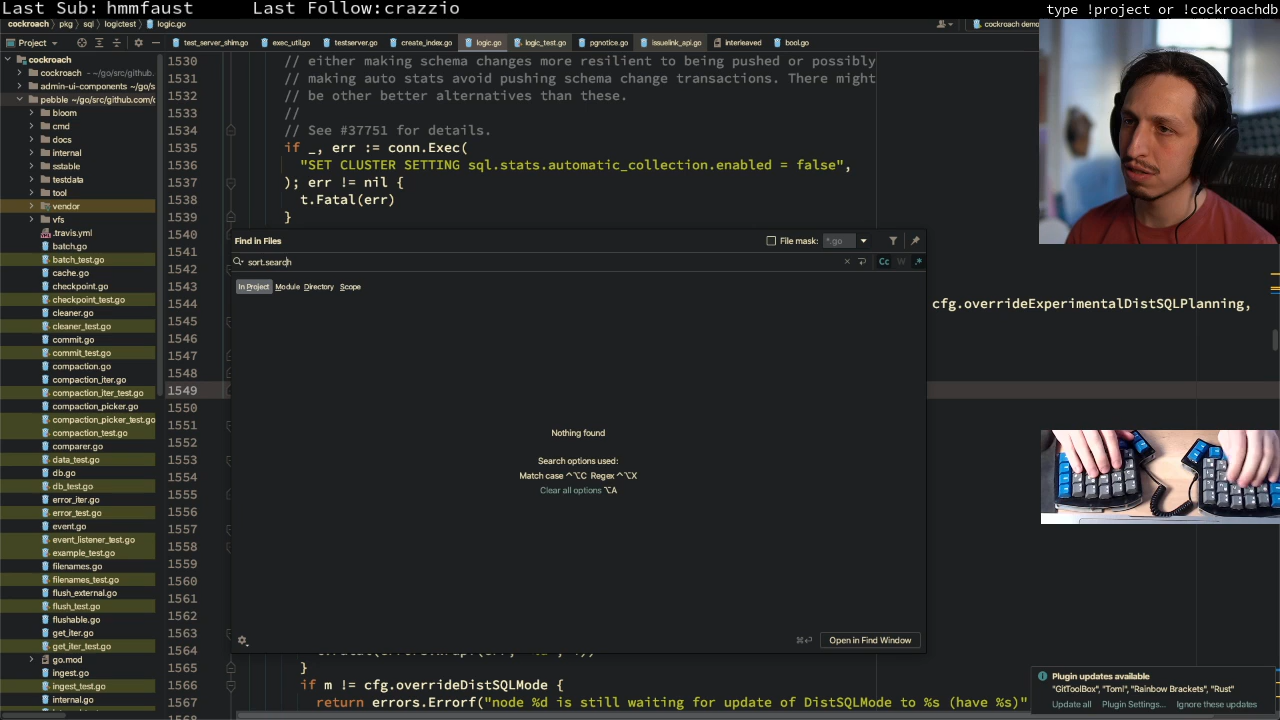 Last Sub: hmmfaust
Last Follow:crazzio
type !project or !cockroachdb
cockroach
pkg
sql
logictest
logic.go
cockroach demo
Project
test_server_shim.go
exec_util.go
testserver.go
create_index.go
logic.go
logic_test.go
pgnotice.go
issuelink_api.go
interleaved
bool.go
cockroach
cockroach ~/go/src/github.
admin-ui-components ~/go/s
pebble ~/go/src/github.com/c
bloom
cmd
docs
internal
sstable
testdata
tool
vendor
vfs
.travis.yml
batch.go
batch_test.go
cache.go
checkpoint.go
checkpoint_test.go
cleaner.go
cleaner_test.go
commit.go
commit_test.go
compaction.go
compaction_iter.go
compaction_iter_test.go
compaction_picker.go
compaction_picker_test.go
compaction_test.go
comparer.go
data_test.go
db.go
db_test.go
error_iter.go
error_test.go
event.go
event_listener_test.go
example_test.go
filenames.go
filenames_test.go
flush_external.go
flush_test.go
flushable.go
get_iter.go
get_iter_test.go
go.mod
ingest.go
ingest_test.go
internal.go
1530 // either making schema changes more resilient to being pushed or possibly
1531 // making auto stats avoid pushing schema change transactions. There might
1532 // be other better alternatives than these.
1533 //
1534 // See #37751 for details.
1535 if _, err := conn.Exec(
1536 "SET CLUSTER SETTING sql.stats.automatic_collection.enabled = false",
1537 ); err != nil {
1538 t.Fatal(err)
1539 }
1540
1541
1542
1543
1544 cfg.overrideExperimentalDistSQLPlanning,
1545
1546
1547
1548
1549
1550
1551
1552
1553
1554
1555
1556
1557
1558
1559
1560
1561
1562
1563
1564
1565 }
1566 if m != cfg.overrideDistSQLMode {
1567 return errors.Errorf("node %d is still waiting for update of DistSQLMode to %s (have %s)"
Find in Files
File mask:
*.go
sort.search
Cc
W
.*
In Project
Module
Directory
Scope
Nothing found
Search options used:
Match case ^⌥C Regex ^⌥X
Clear all options ⌥A
⌘↩
Open in Find Window
Plugin updates available
"GitToolBox", "Toml", "Rainbow Brackets", "Rust"
Update all
Plugin Settings...
Ignore these updates